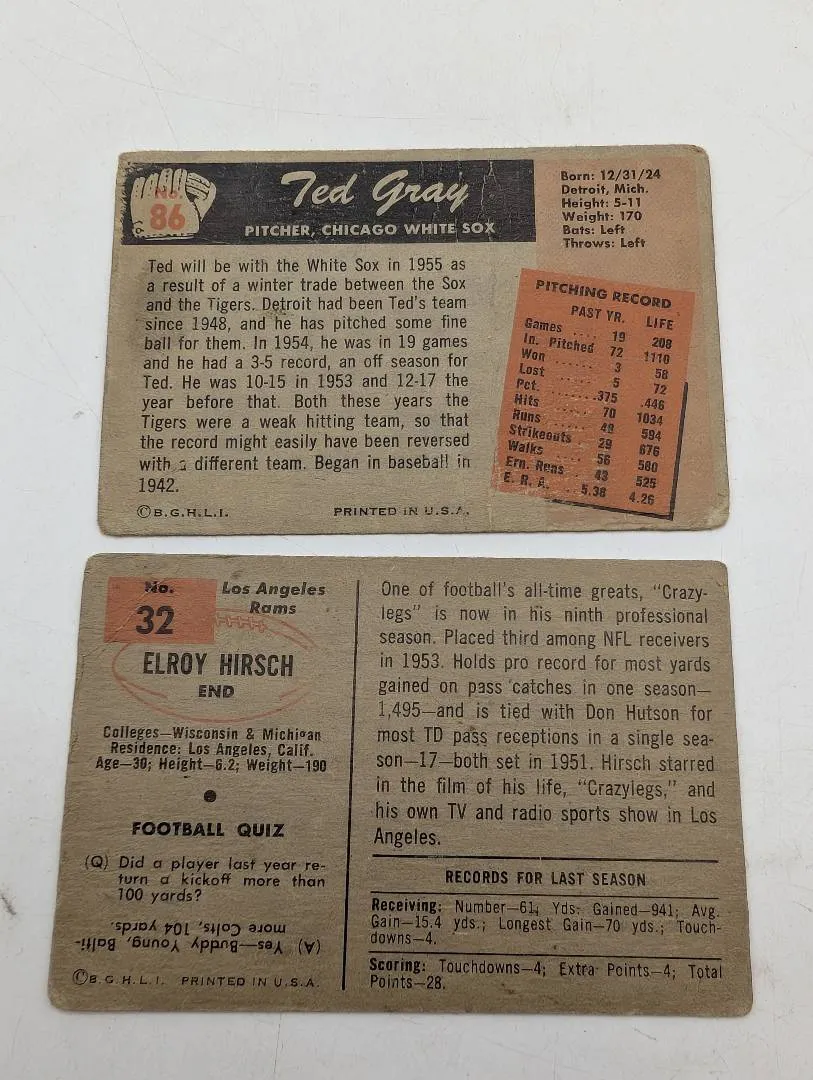 No.
86
Ted Gray
PITCHER, CHICAGO WHITE SOX
Born: 12/31/24
Detroit, Mich.
Height: 5-11
Weight: 170
Bats: Left
Throws: Left
Ted will be with the White Sox in 1955 as
a result of a winter trade between the Sox
and the Tigers. Detroit had been Ted's team
since 1948, and he has pitched some fine
ball for them. In 1954, he was in 19 games
and he had a 3-5 record, an off season for
Ted. He was 10-15 in 1953 and 12-17 the
year before that. Both these years the
Tigers were a weak hitting team, so that
the record might easily have been reversed
with a different team. Began in baseball in
1942.
©B.G.H.L.I. PRINTED IN U.S.A.
PITCHING RECORD
PAST YR. LIFE
Games .... 19 208
In. Pitched 72 1110
Won ...... 3 58
Lost ...... 5 72
Pct. .... .375 .446
Hits .... 70 1034
Runs .... 49 594
Strikeouts 29 676
Walks .... 56 580
Ern. Runs 43 525
E. R. A. .. 5.38 4.26
No.
32
Los Angeles
Rams
ELROY HIRSCH
END
Colleges—Wisconsin & Michigan
Residence: Los Angeles, Calif.
Age—30; Height—6.2; Weight—190
FOOTBALL QUIZ
(Q) Did a player last year re-
turn a kickoff more than
100 yards?
(A) Yes—Buddy Young, Balti-
more Colts, 104 yards.
©B.G.H.L.I. PRINTED IN U.S.A.
One of football's all-time greats, "Crazy-
legs" is now in his ninth professional
season. Placed third among NFL receivers
in 1953. Holds pro record for most yards
gained on pass catches in one season—
1,495—and is tied with Don Hutson for
most TD pass receptions in a single sea-
son—17—both set in 1951. Hirsch starred
in the film of his life, "Crazylegs," and
his own TV and radio sports show in Los
Angeles.
RECORDS FOR LAST SEASON
Receiving: Number—61; Yds. Gained—941; Avg.
Gain—15.4 yds.; Longest Gain—70 yds.; Touch-
downs—4.
Scoring: Touchdowns—4; Extra Points—4; Total
Points—28.